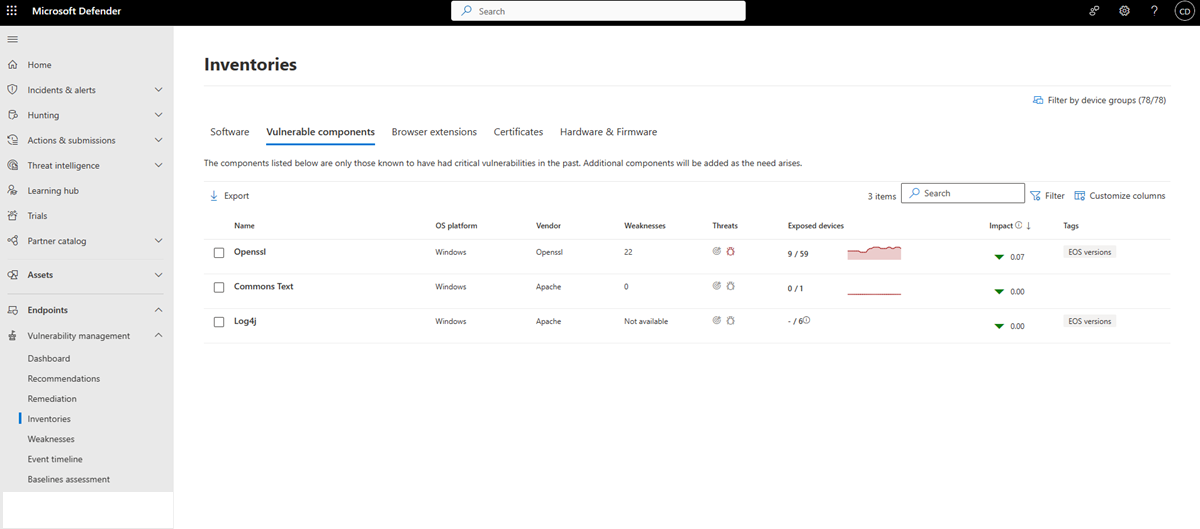 Microsoft Defender
Search
CD
Home
Incidents & alerts
Hunting
Actions & submissions
Threat intelligence
Learning hub
Trials
Partner catalog
Assets
Endpoints
Vulnerability management
Dashboard
Recommendations
Remediation
Inventories
Weaknesses
Event timeline
Baselines assessment
Inventories
Filter by device groups (78/78)
Software Vulnerable components Browser extensions Certificates Hardware & Firmware
The components listed below are only those known to have had critical vulnerabilities in the past. Additional components will be added as the need arises.
Export 3 items Search Filter Customize columns
Name OS platform Vendor Weaknesses Threats Exposed devices Impact ↓ Tags
Openssl Windows Openssl 22 9 / 59 0.07 EOS versions
Commons Text Windows Apache 0 0 / 1 0.00
Log4j Windows Apache Not available - / 6 0.00 EOS versions